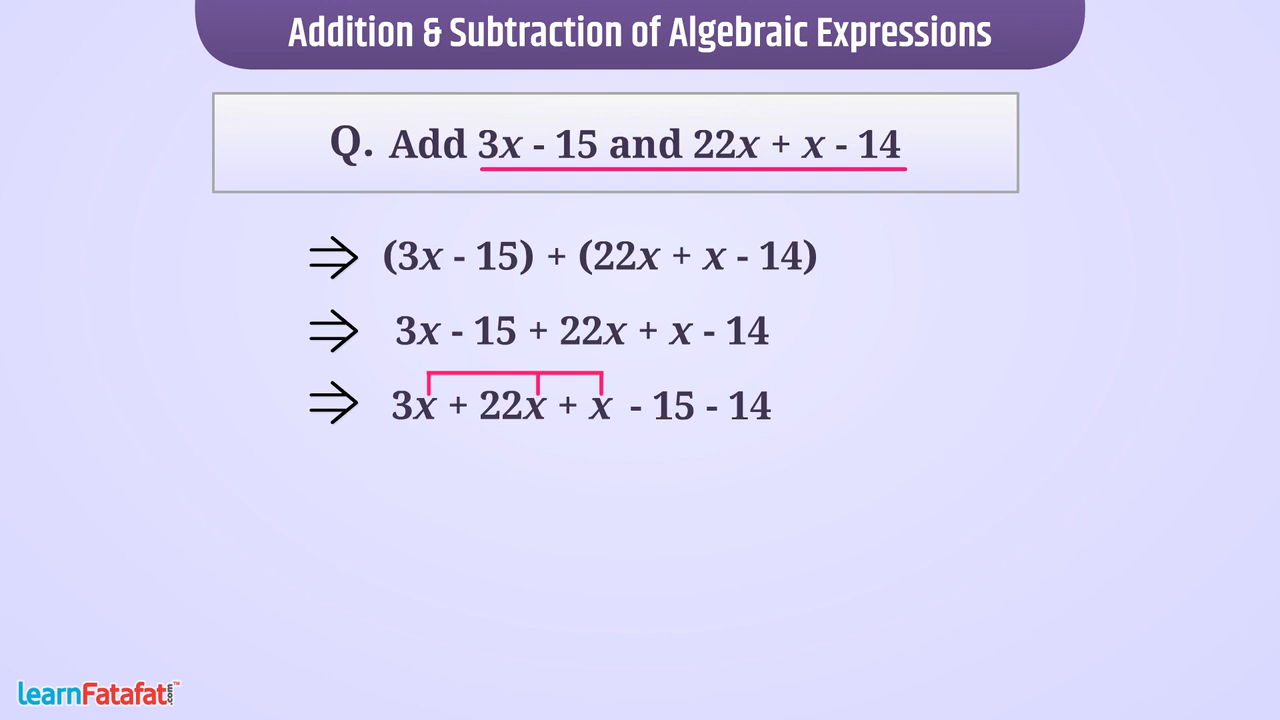 Addition & Subtraction of Algebraic Expressions
Q. Add 3x - 15 and 22x + x - 14
⇒ (3x - 15) + (22x + x - 14)
⇒ 3x - 15 + 22x + x - 14
⇒ 3x + 22x + x - 15 - 14
LearnFatafat.com™